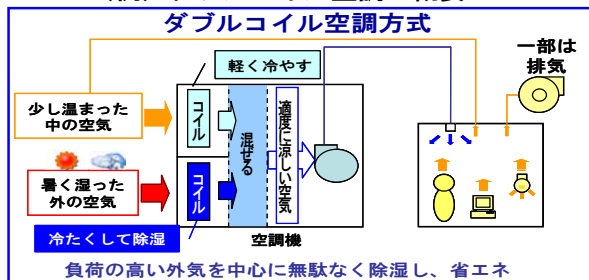 ダブルコイル空調方式
軽く冷やす
一部は
排気
少し温まった
中の空気
コイル
混ぜる
適度に涼しい空気
暑く湿った
外の空気
コイル
冷たくして除湿
空調機
負荷の高い外気を中心に無駄なく除湿し、省エネ